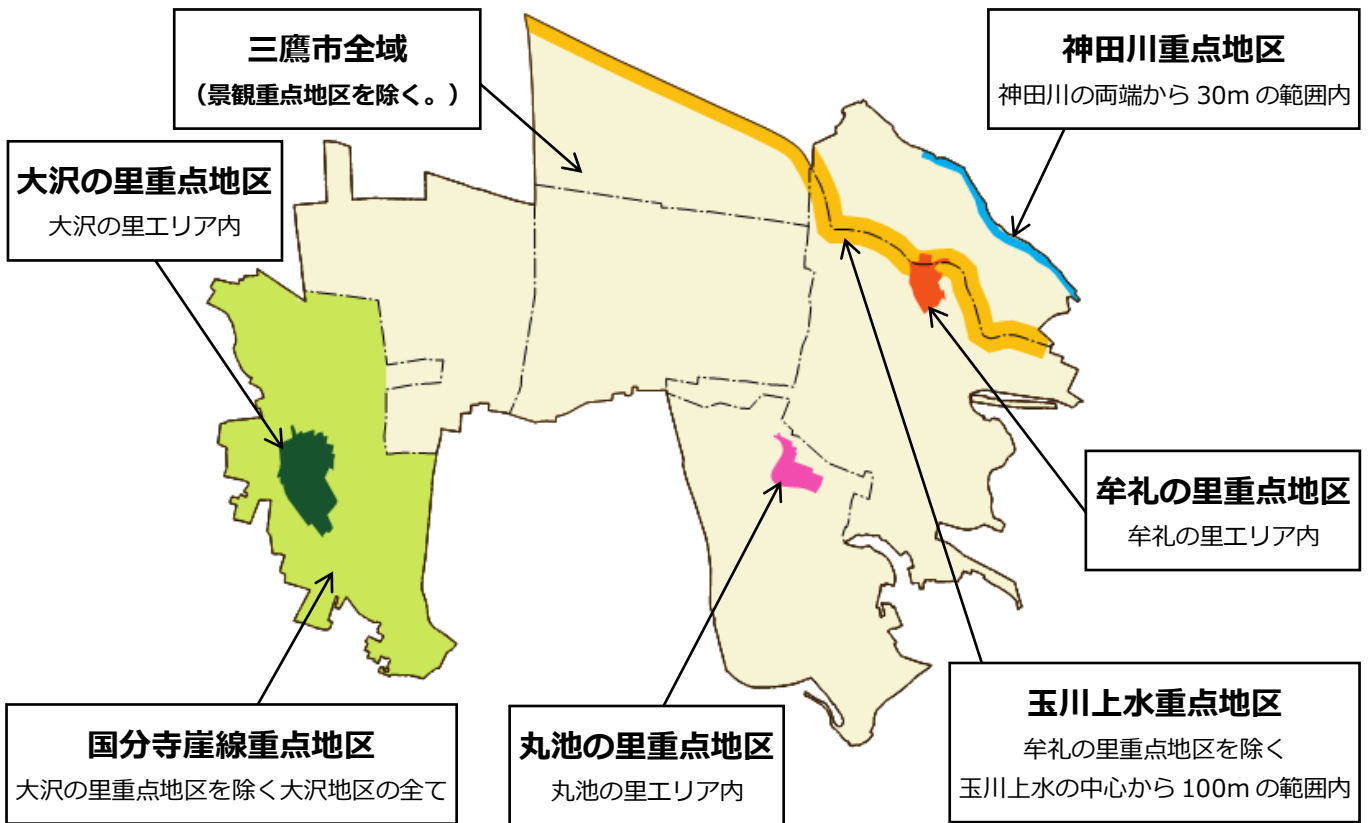 三鷹市全域
（景観重点地区を除く。）
神田川重点地区
神田川の両端から 30m の範囲内
大沢の里重点地区
大沢の里エリア内
牟礼の里重点地区
牟礼の里エリア内
国分寺崖線重点地区
大沢の里重点地区を除く大沢地区の全て
丸池の里重点地区
丸池の里エリア内
玉川上水重点地区
牟礼の里重点地区を除く
玉川上水の中心から 100m の範囲内